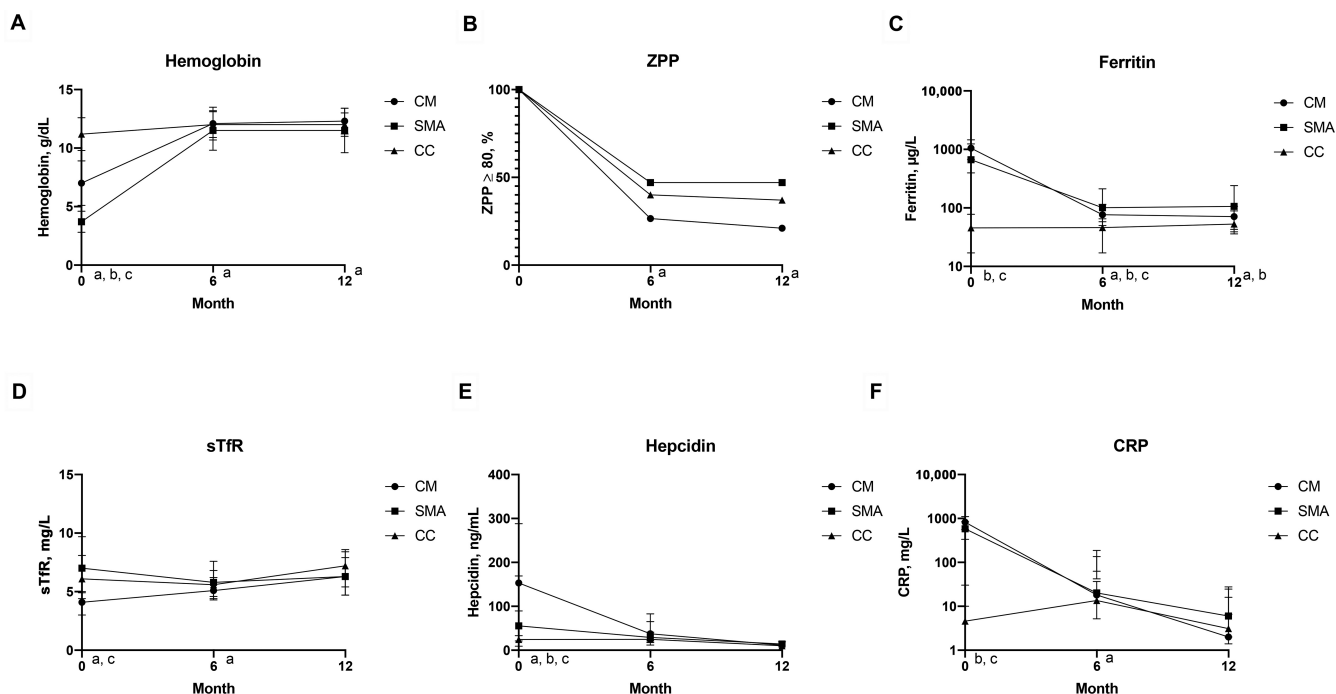 A
Hemoglobin
Hemoglobin, g/dL
15
10
5
0
0
6
12
a, b, c
a
a
Month
CM
SMA
CC
B
ZPP
ZPP ≥ 80, %
100
50
0
6
12
a
a
Month
CM
SMA
CC
C
Ferritin
Ferritin, µg/L
10,000
1000
100
10
0
6
12
b, c
a, b, c
a, b
Month
CM
SMA
CC
D
sTfR
sTfR, mg/L
15
10
5
0
0
6
12
a, c
a
Month
CM
SMA
CC
E
Hepcidin
Hepcidin, ng/mL
400
300
200
150
100
50
0
0
6
12
a, b, c
Month
CM
SMA
CC
F
CRP
CRP, mg/L
10,000
1000
100
10
1
0
6
12
b, c
a
Month
CM
SMA
CC